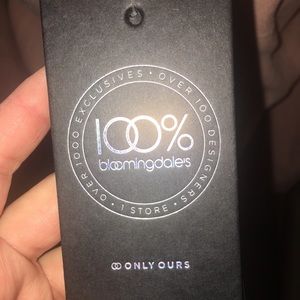 OVER 1000 EXCLUSIVES • OVER 100 DESIGNERS • 1 STORE •
100%
bloomingdale's
ONLY OURS